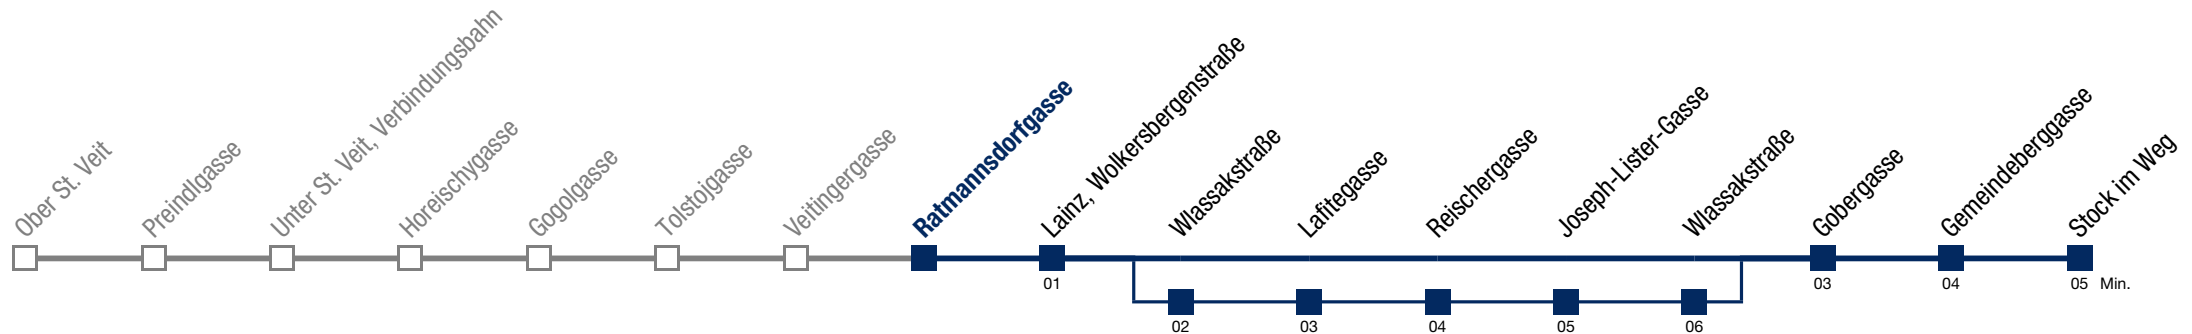 Ober St. Veit
Preindlgasse
Unter St. Veit, Verbindungsbahn
Horeischygasse
Gogolgasse
Tolstojgasse
Veitingergasse
Ratmannsdorfgasse
Lainz, Wolkersbergenstraße
Wlassakstraße
Lafitegasse
Reischergasse
Joseph-Lister-Gasse
Wlassakstraße
Gobergasse
Gemeindeberggasse
Stock im Weg
01
03
04
05 Min.
02
03
04
05
06